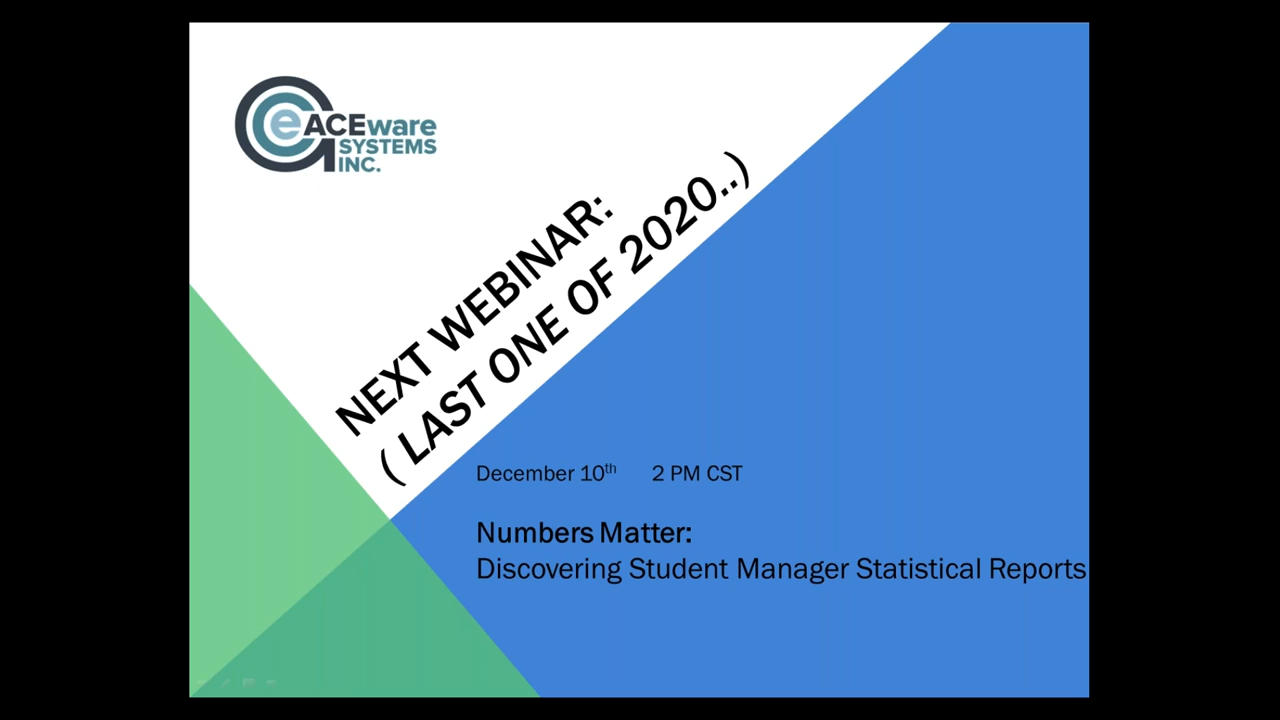 e ACEware
SYSTEMS
INC.
NEXT WEBINAR:
( LAST ONE OF 2020..)
December 10th 2 PM CST
Numbers Matter:
Discovering Student Manager Statistical Reports